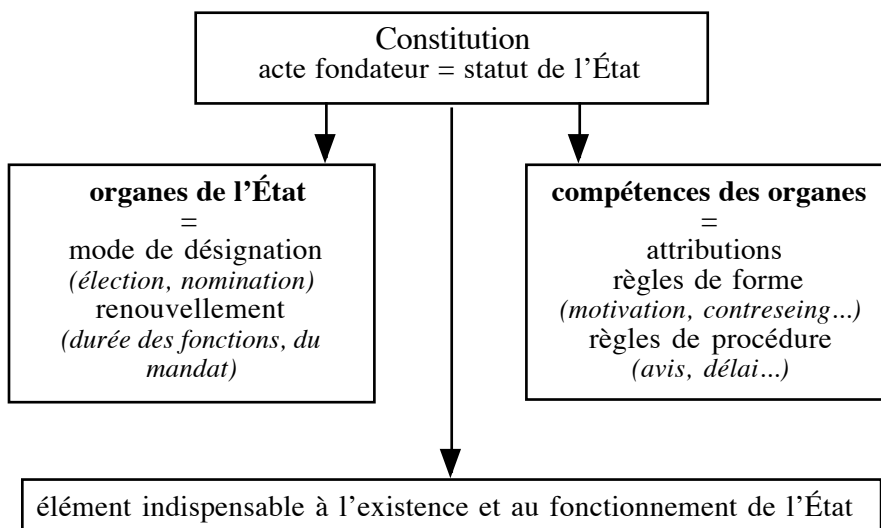 Constitution
acte fondateur = statut de l’État
organes de l’État
=
mode de désignation
(élection, nomination)
renouvellement
(durée des fonctions, du
mandat)
compétences des organes
=
attributions
règles de forme
(motivation, contreseing...)
règles de procédure
(avis, délai...)
élément indispensable à l’existence et au fonctionnement de l’État